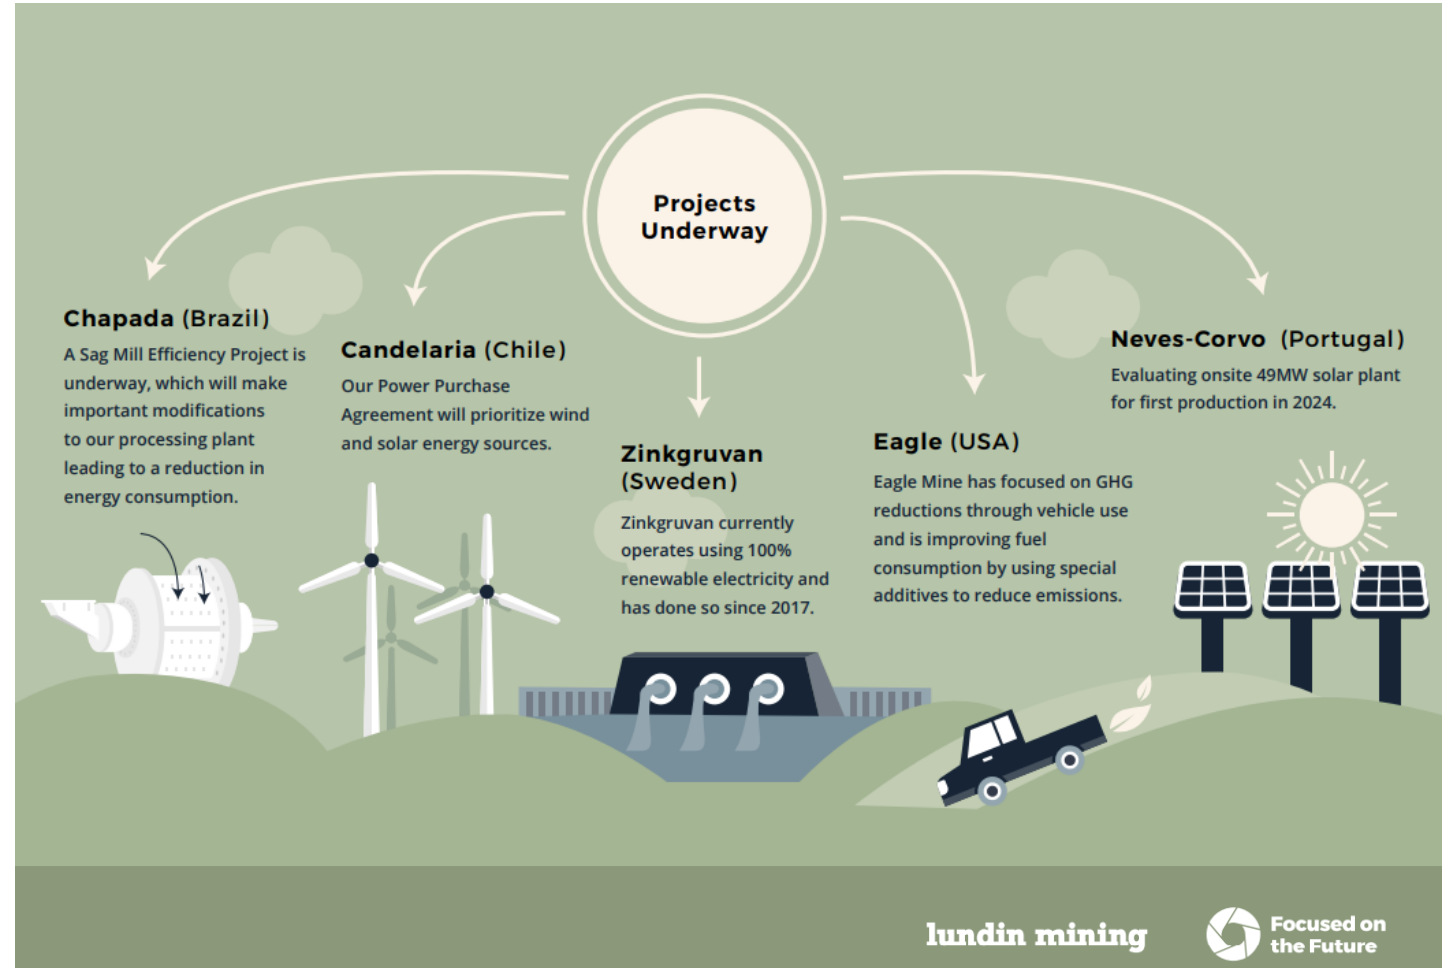 Projects
Underway
Chapada (Brazil)
A Sag Mill Efficiency Project is
underway, which will make
important modifications
to our processing plant
leading to a reduction in
energy consumption.
Candelaria (Chile)
Our Power Purchase
Agreement will prioritize wind
and solar energy sources.
Zinkgruvan
(Sweden)
Zinkgruvan currently
operates using 100%
renewable electricity and
has done so since 2017.
Eagle (USA)
Eagle Mine has focused on GHG
reductions through vehicle use
and is improving fuel
consumption by using special
additives to reduce emissions.
Neves-Corvo (Portugal)
Evaluating onsite 49MW solar plant
for first production in 2024.
lundin mining
Focused on
the Future